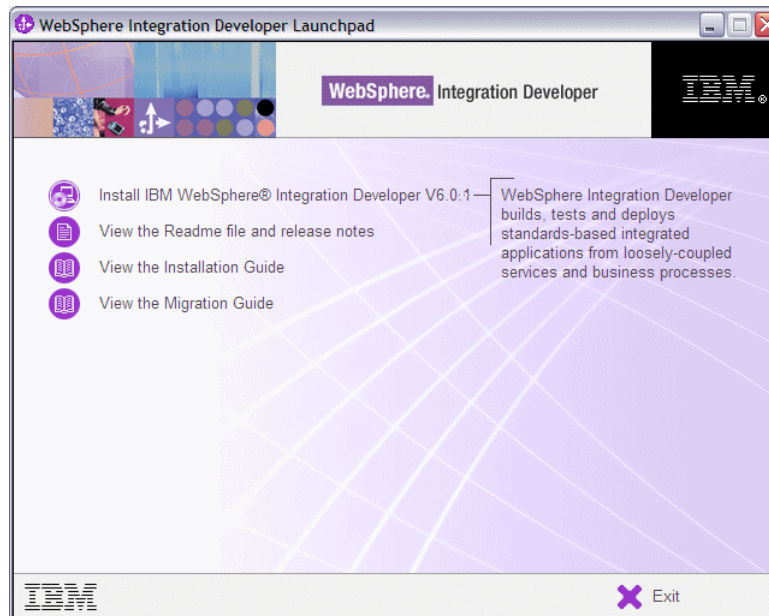 WebSphere Integration Developer Launchpad
WebSphere. Integration Developer
IBM®
Install IBM WebSphere® Integration Developer V6.0.1
WebSphere Integration Developer
builds, tests and deploys
standards-based integrated
applications from loosely-coupled
services and business processes.
View the Readme file and release notes
View the Installation Guide
View the Migration Guide
IBM
Exit